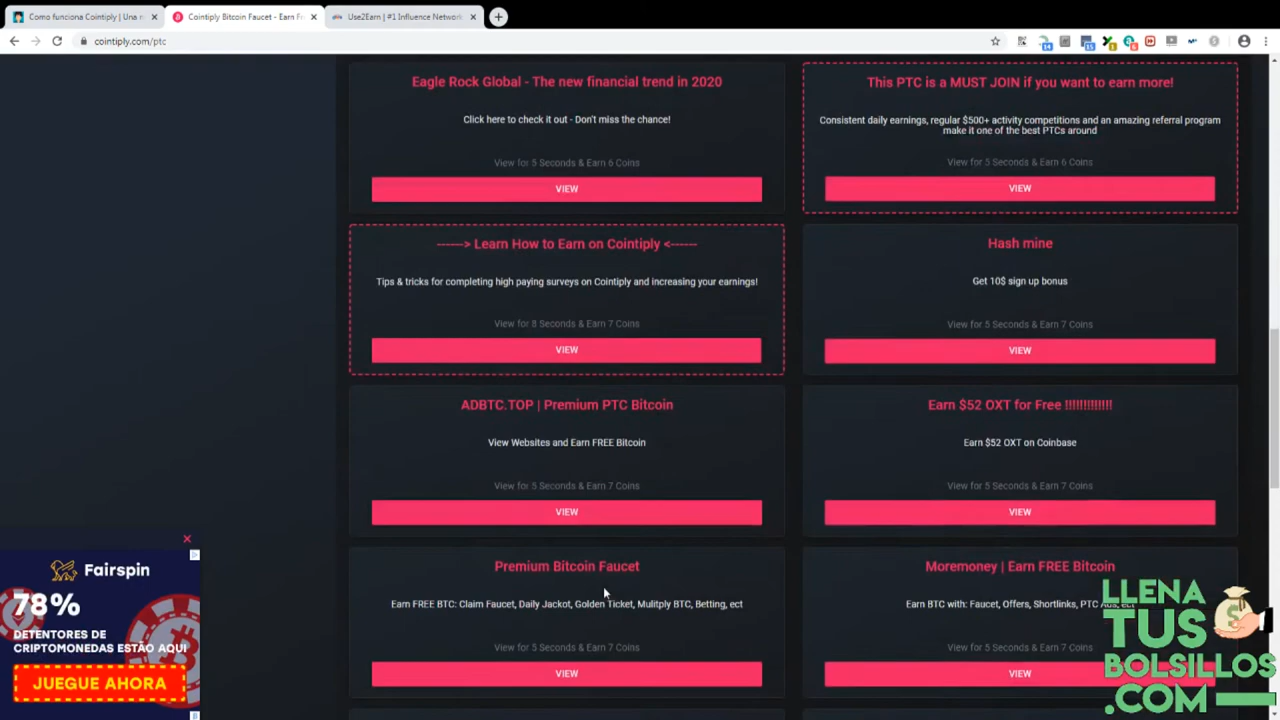 Como funciona Cointiply | Una n
Cointiply Bitcoin Faucet - Earn Fr
Use2Earn | #1 Influence Network
cointiply.com/ptc
Eagle Rock Global - The new financial trend in 2020
Click here to check it out - Don't miss the chance!
View for 5 Seconds & Earn 6 Coins
VIEW
This PTC is a MUST JOIN if you want to earn more!
Consistent daily earnings, regular $500+ activity competitions and an amazing referral program
make it one of the best PTCs around
View for 5 Seconds & Earn 6 Coins
VIEW
------> Learn How to Earn on Cointiply <------
Tips & tricks for completing high paying surveys on Cointiply and increasing your earnings!
View for 8 Seconds & Earn 7 Coins
VIEW
Hash mine
Get 10$ sign up bonus
View for 5 Seconds & Earn 7 Coins
VIEW
ADBTC.TOP | Premium PTC Bitcoin
View Websites and Earn FREE Bitcoin
View for 5 Seconds & Earn 7 Coins
VIEW
Earn $52 OXT for Free !!!!!!!!!!!!!
Earn $52 OXT on Coinbase
View for 5 Seconds & Earn 7 Coins
VIEW
Premium Bitcoin Faucet
Earn FREE BTC: Claim Faucet, Daily Jackot, Golden Ticket, Mulitply BTC, Betting, ect
View for 5 Seconds & Earn 7 Coins
VIEW
Moremoney | Earn FREE Bitcoin
Earn BTC with: Faucet, Offers, Shortlinks, PTC Ads, ect
View for 5 Seconds & Earn 7 Coins
VIEW
Fairspin
78%
DETENTORES DE
CRIPTOMONEDAS ESTÃO AQUI
JUEGUE AHORA
LLENA
TUS
BOLSILLOS
.COM